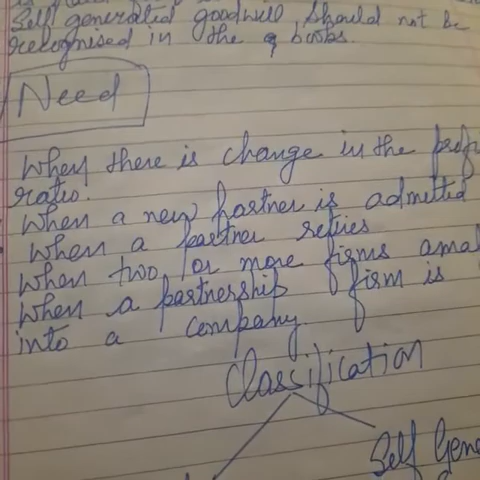 Self generated goodwill, should not be
recognised in the books.
Need
When there is change in the
ratio.
When a new partner is admitted
When a partner retires
When two or more firms
When a partnership firm is
into a company.
Classification
Self